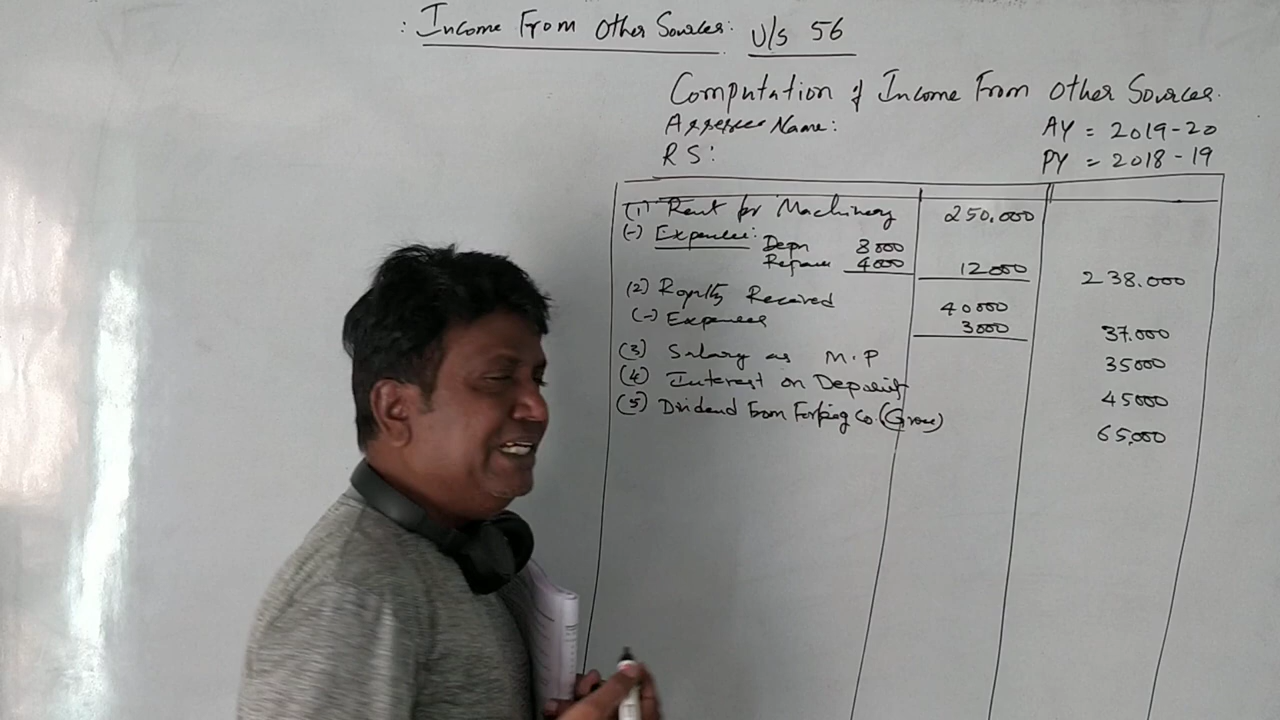 : Income From Other Sources: U/s 56
Computation of Income From Other Sources.
Assessee Name: AY = 2019-20
RS: PY = 2018-19
(1) Rent for Machinery 250,000
(-) Expenses: Depn 8000
Repairs 4000 12000 238.000
(2) Royalty Received 40000
(-) Expenses 3000 37.000
(3) Salary as M.P 35000
(4) Interest on Deposits 45000
(5) Dividend From Co (Gross) 65,000